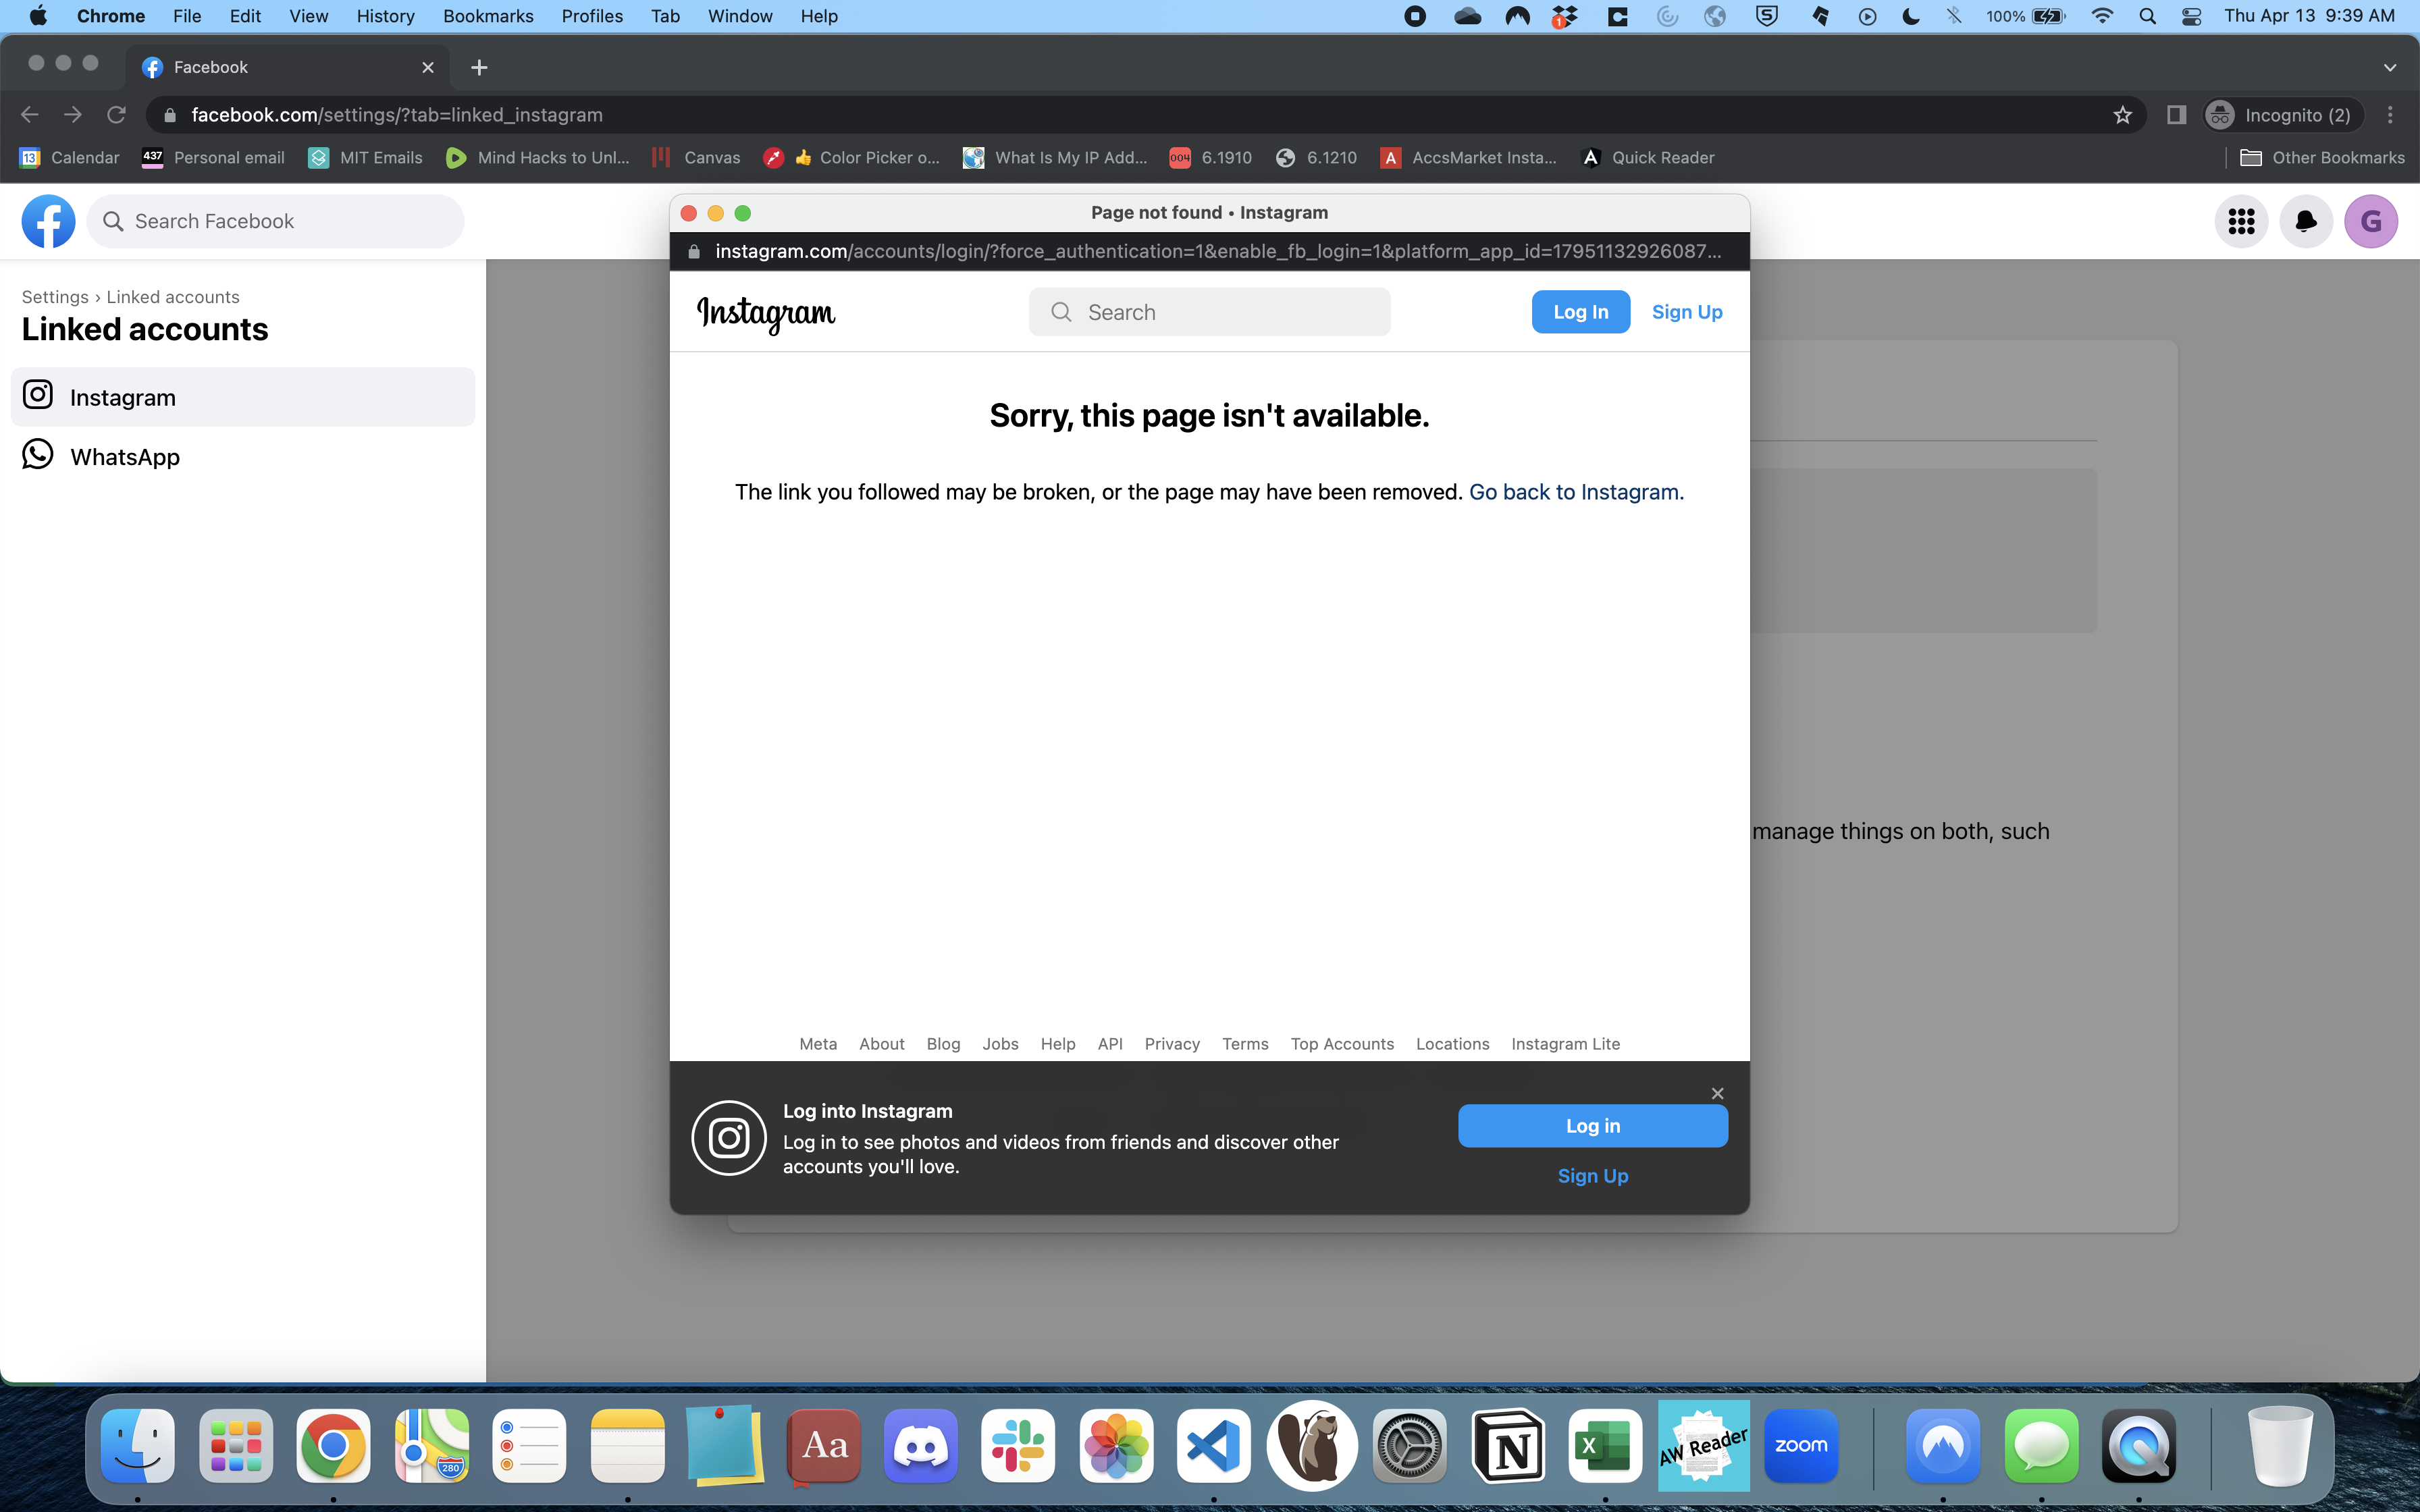 Chrome File Edit View History Bookmarks Profiles Tab Window Help 1 S 100% Thu Apr 13 9:39 AM
Facebook
facebook.com/settings/?tab=linked_instagram Incognito (2)
13 Calendar 437 Personal email MIT Emails Mind Hacks to Unl... Canvas 👍 Color Picker o... What Is My IP Add... 004 6.1910 6.1210 A AccsMarket Insta... A Quick Reader Other Bookmarks
Search Facebook
G
Settings › Linked accounts
Linked accounts
Instagram
WhatsApp
Page not found • Instagram
instagram.com/accounts/login/?force_authentication=1&enable_fb_login=1&platform_app_id=17951132926087...
Instagram Search Log In Sign Up
Sorry, this page isn't available.
The link you followed may be broken, or the page may have been removed. Go back to Instagram.
manage things on both, such
Meta About Blog Jobs Help API Privacy Terms Top Accounts Locations Instagram Lite
Log into Instagram
Log in to see photos and videos from friends and discover other
accounts you'll love.
Log in
Sign Up
280 Aa N X AW Reader zoom